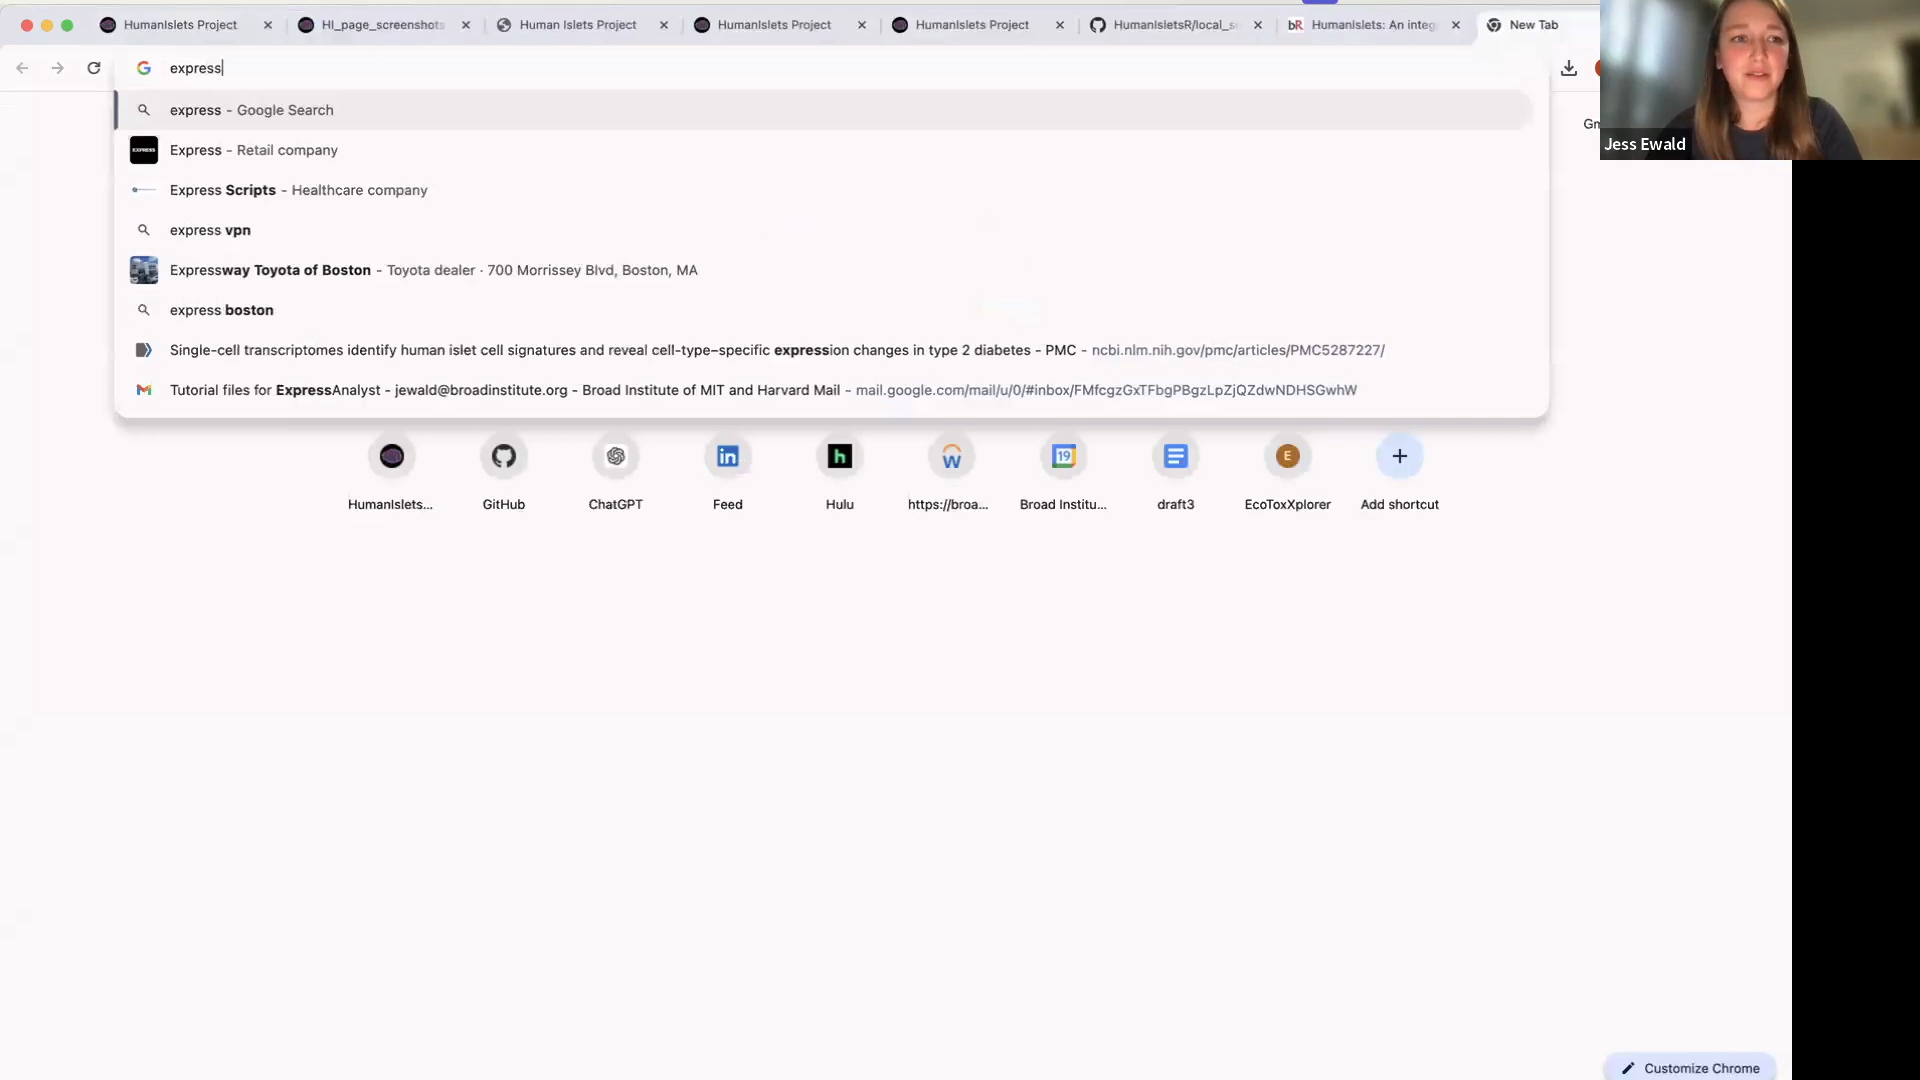 HumanIslets Project
HI_page_screenshots
Human Islets Project
HumanIslets Project
HumanIslets Project
HumanIsletsR/local_s
bR HumanIslets: An integ
New Tab
express
express - Google Search
EXPRESS Express - Retail company
Express Scripts - Healthcare company
express vpn
Expressway Toyota of Boston - Toyota dealer · 700 Morrissey Blvd, Boston, MA
express boston
Single-cell transcriptomes identify human islet cell signatures and reveal cell-type–specific expression changes in type 2 diabetes - PMC - ncbi.nlm.nih.gov/pmc/articles/PMC5287227/
Tutorial files for ExpressAnalyst - jewald@broadinstitute.org - Broad Institute of MIT and Harvard Mail - mail.google.com/mail/u/0/#inbox/FMfcgzGxTFbgPBgzLpZjQZdwNDHSGwhW
Gm
Jess Ewald
in
h
19
E
HumanIslets...
GitHub
ChatGPT
Feed
Hulu
https://broa...
Broad Institu...
draft3
EcoToxXplorer
Add shortcut
Customize Chrome